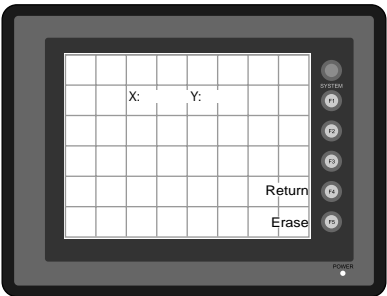 SYSTEM
X: Y:
F1
F2
F3
Return F4
Erase F5
POWER